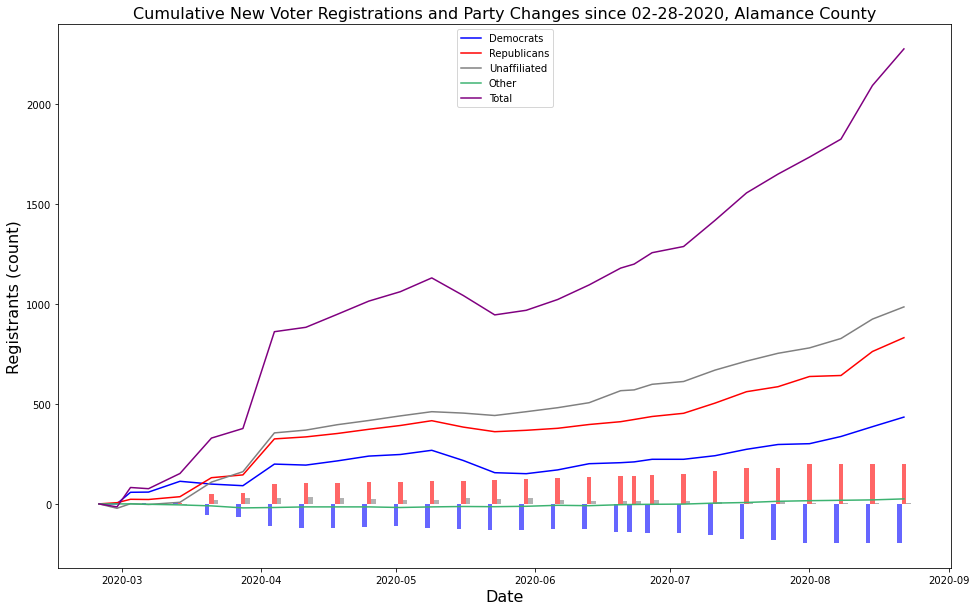 Cumulative New Voter Registrations and Party Changes since 02-28-2020, Alamance County
Democrats
Republicans
Unaffiliated
Other
Total
Registrants (count)
2000
1500
1000
500
0
2020-03 2020-04 2020-05 2020-06 2020-07 2020-08 2020-09
Date